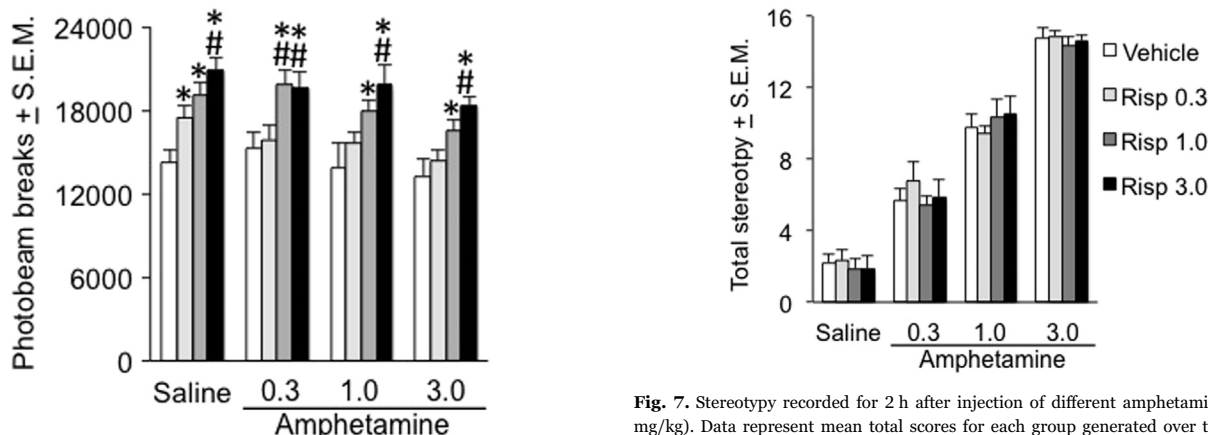 Photobeam breaks ± S.E.M.
24000
18000
12000
6000
0
*
#
*
*
*
##
*
#
*
*
*
#
*
Saline 0.3 1.0 3.0
Amphetamine
Total stereotpy ± S.E.M.
16
12
8
4
0
Vehicle
Risp 0.3
Risp 1.0
Risp 3.0
Saline 0.3 1.0 3.0
Amphetamine
Fig. 7. Stereotypy recorded for 2 h after injection of different amphetami
mg/kg). Data represent mean total scores for each group generated over t